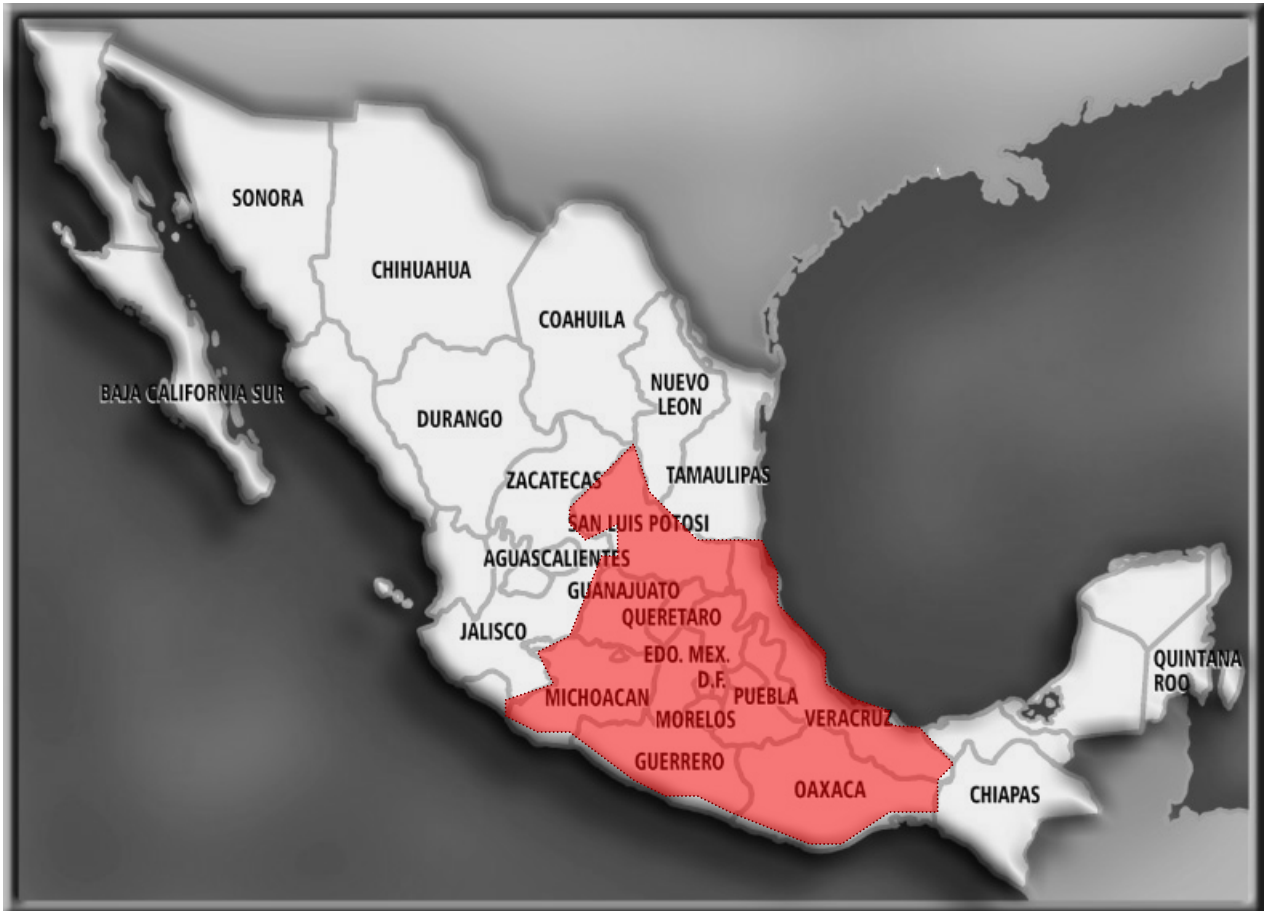 SONORA
CHIHUAHUA
COAHUILA
BAJA CALIFORNIA SUR
NUEVO
LEON
DURANGO
ZACATECAS
TAMAULIPAS
SAN LUIS POTOSI
AGUASCALIENTES
GUANAJUATO
QUERETARO
JALISCO
EDO. MEX.
D.F.
QUINTANA
ROO
MICHOACAN
PUEBLA
MORELOS
VERACRUZ
GUERRERO
OAXACA
CHIAPAS